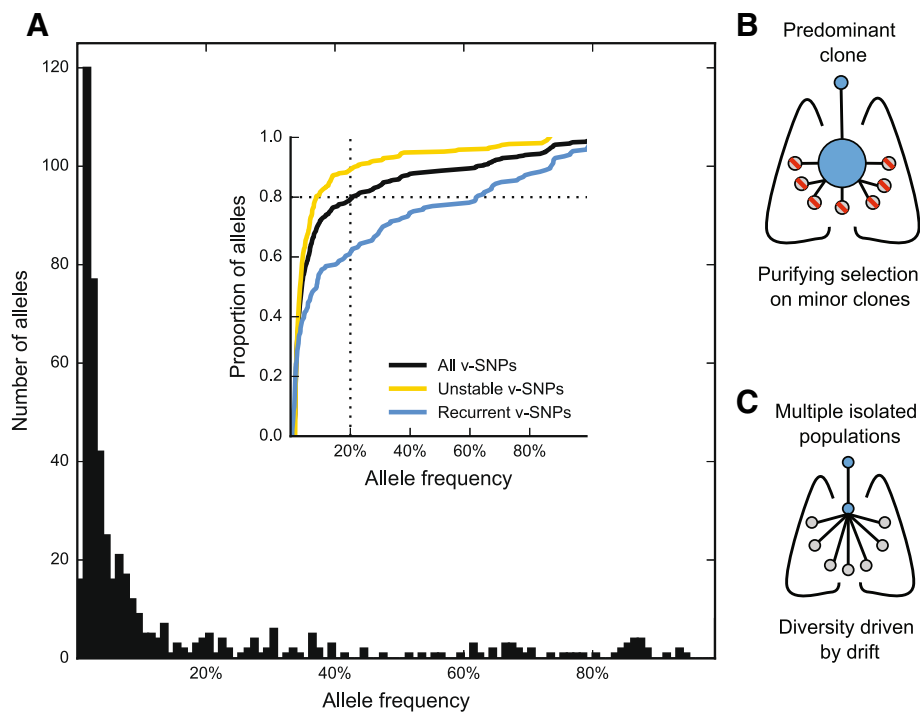 A
Number of alleles
120
100
80
60
40
20
0
20%
40%
60%
80%
Allele frequency
Proportion of alleles
1.0
0.8
0.6
0.4
0.2
0.0
20%
40%
60%
80%
Allele frequency
All v-SNPs
Unstable v-SNPs
Recurrent v-SNPs
B
Predominant
clone
Purifying selection
on minor clones
C
Multiple isolated
populations
Diversity driven
by drift